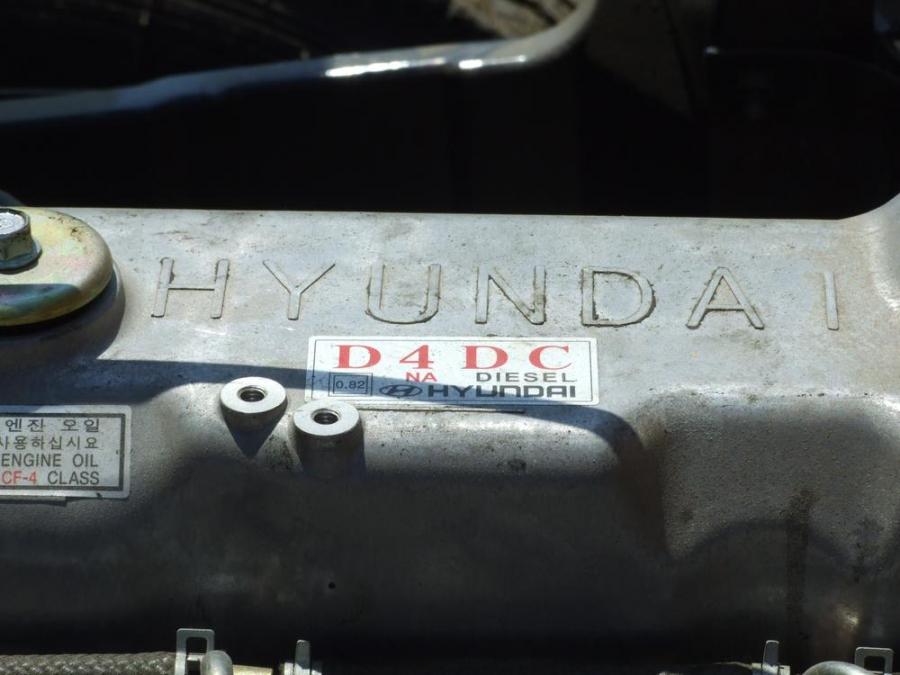 HYUNDAI
D4DC
NA DIESEL
0.82 HYUNDAI
엔진 오일
사용하십시요
ENGINE OIL
CF-4 CLASS